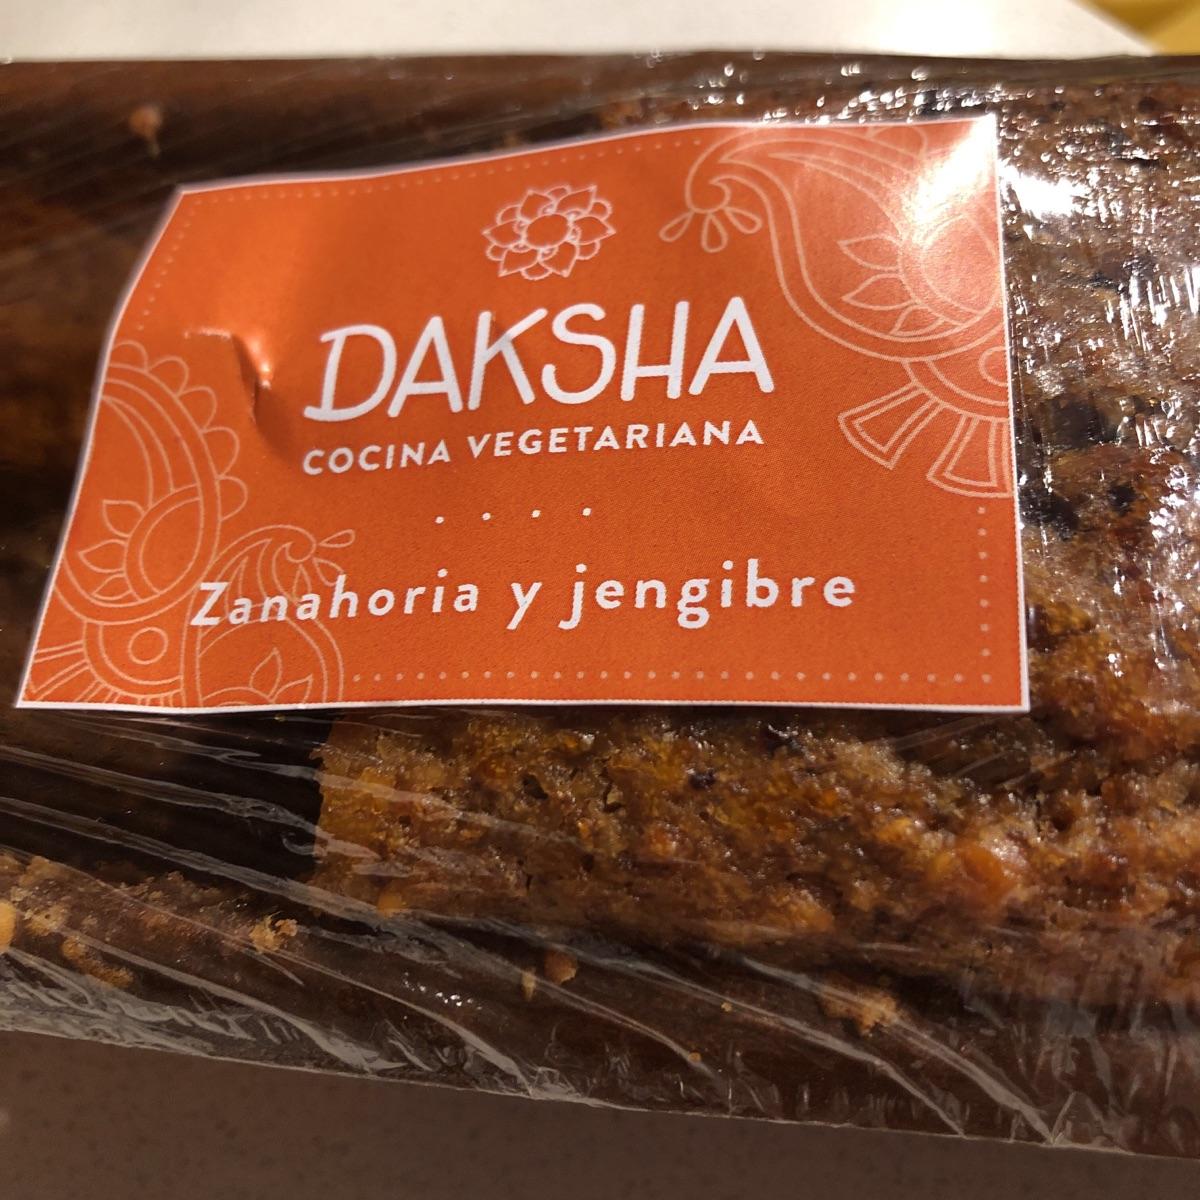 DAKSHA
COCINA VEGETARIANA
Zanahoria y jengibre